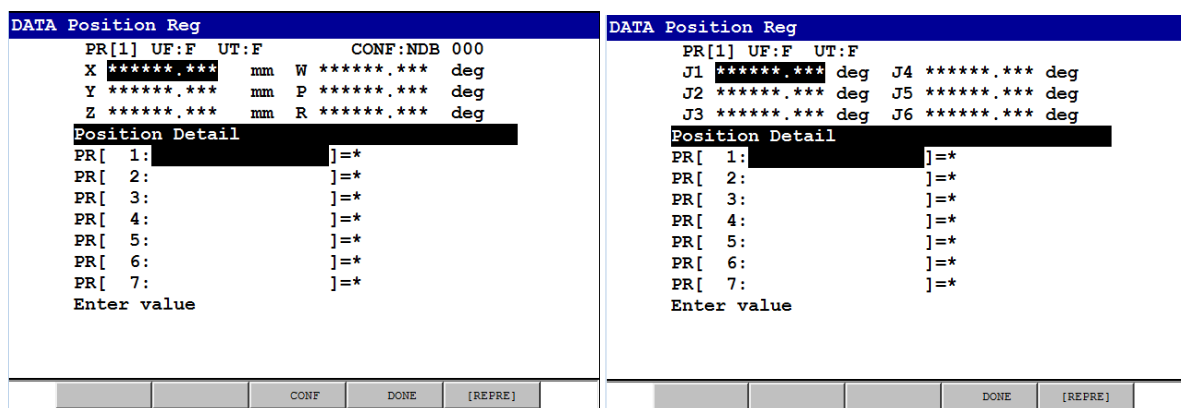 DATA Position Reg
PR[1] UF:F UT:F CONF:NDB 000
X ******.*** mm W ******.*** deg
Y ******.*** mm P ******.*** deg
Z ******.*** mm R ******.*** deg
Position Detail
PR[ 1: ]=*
PR[ 2: ]=*
PR[ 3: ]=*
PR[ 4: ]=*
PR[ 5: ]=*
PR[ 6: ]=*
PR[ 7: ]=*
Enter value
CONF DONE [REPRE]
DATA Position Reg
PR[1] UF:F UT:F
J1 ******.*** deg J4 ******.*** deg
J2 ******.*** deg J5 ******.*** deg
J3 ******.*** deg J6 ******.*** deg
Position Detail
PR[ 1: ]=*
PR[ 2: ]=*
PR[ 3: ]=*
PR[ 4: ]=*
PR[ 5: ]=*
PR[ 6: ]=*
PR[ 7: ]=*
Enter value
DONE [REPRE]